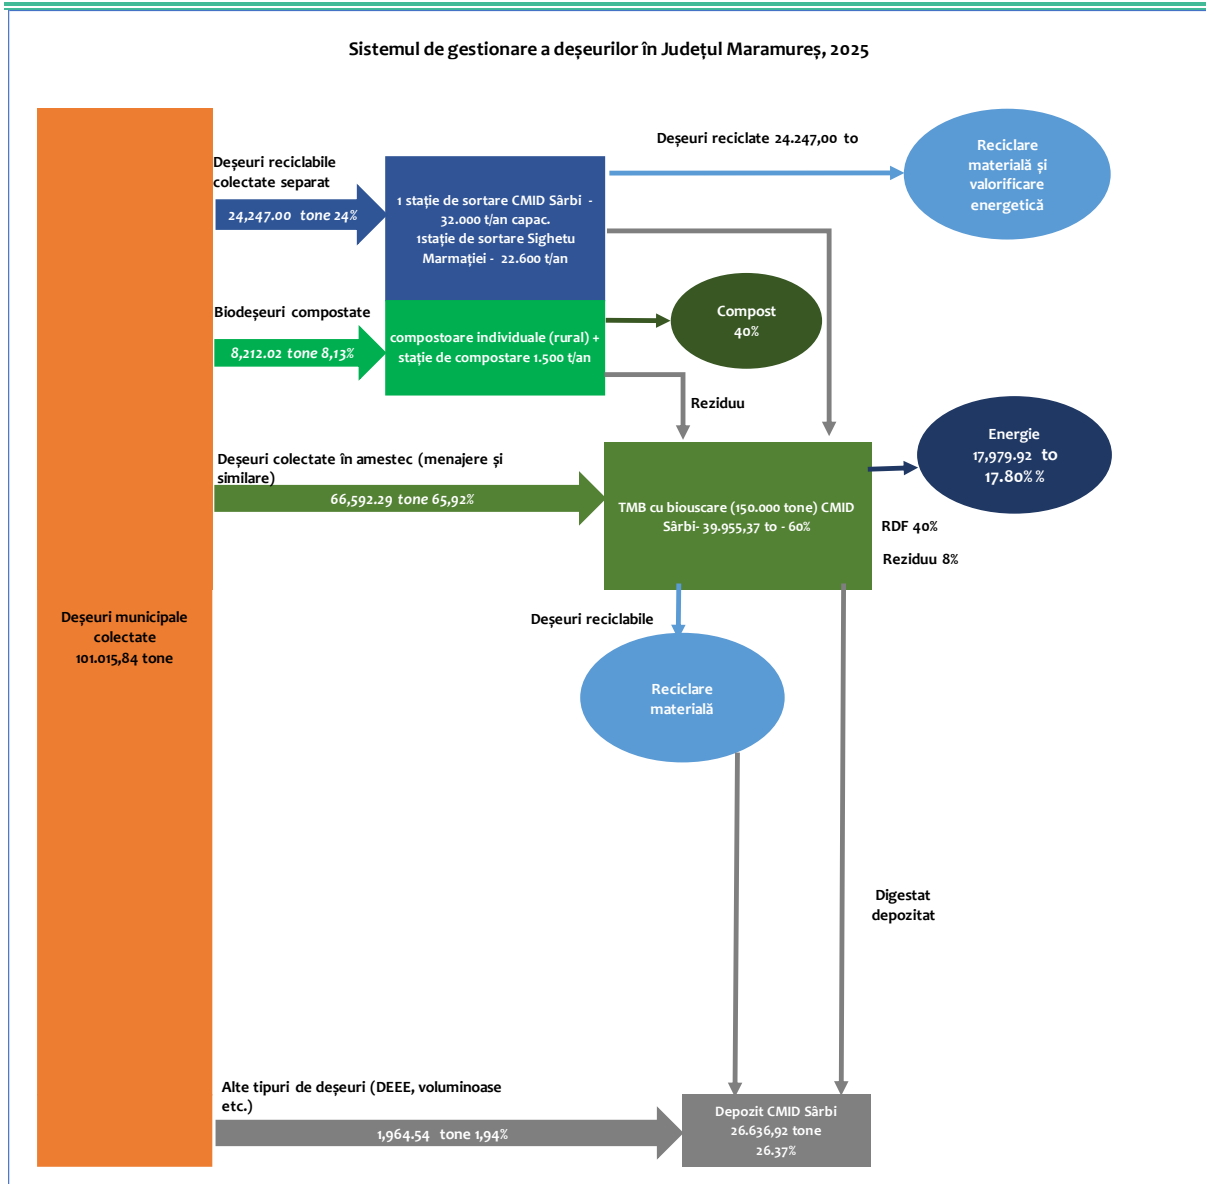 Sistemul de gestionare a deșeurilor în Județul Maramureș, 2025
Deșeuri reciclate 24.247,00 to
Reciclare
materială și
valorificare
energetică
Deșeuri reciclabile
colectate separat
24,247.00 tone 24%
1 stație de sortare CMID Sârbi -
32.000 t/an capac.
1stație de sortare Sighetu
Marmației - 22.600 t/an
Biodeșeuri compostate
8,212.02 tone 8,13%
compostoare individuale (rural) +
stație de compostare 1.500 t/an
Compost
40%
Reziduu
Energie
17,979.92 to
17.80% %
Deșeuri colectate în amestec (menajere și
similare)
66,592.29 tone 65,92%
TMB cu biouscare (150.000 tone) CMID
Sârbi- 39.955,37 to - 60%
RDF 40%
Reziduu 8%
Deșeuri municipale
colectate
101.015,84 tone
Deșeuri reciclabile
Reciclare
materială
Digestat
depozitat
Alte tipuri de deșeuri (DEEE, voluminoase
etc.)
1,964.54 tone 1,94%
Depozit CMID Sârbi
26.636,92 tone
26.37%